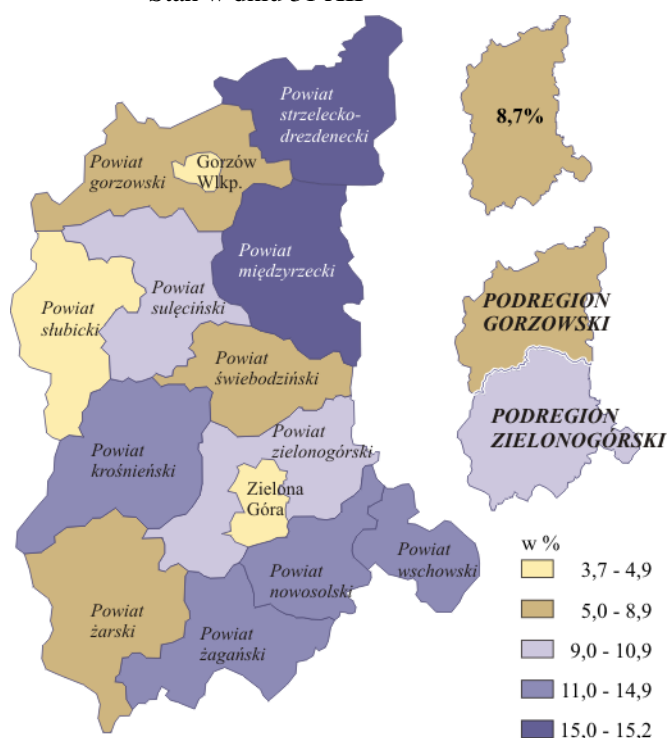 Powiat
strzelecko-
drezdenecki
8,7%
Powiat
gorzowski
Gorzów
Wlkp.
Powiat
międzyrzecki
Powiat
sulęciński
Powiat
słubicki
PODREGION
GORZOWSKI
Powiat
świebodziński
PODREGION
ZIELONOGÓRSKI
Powiat
zielonogórski
Powiat
krośnieński
Zielona
Góra
Powiat
wschowski
Powiat
nowosolski
Powiat
żarski
Powiat
żagański
w %
3,7 - 4,9
5,0 - 8,9
9,0 - 10,9
11,0 - 14,9
15,0 - 15,2